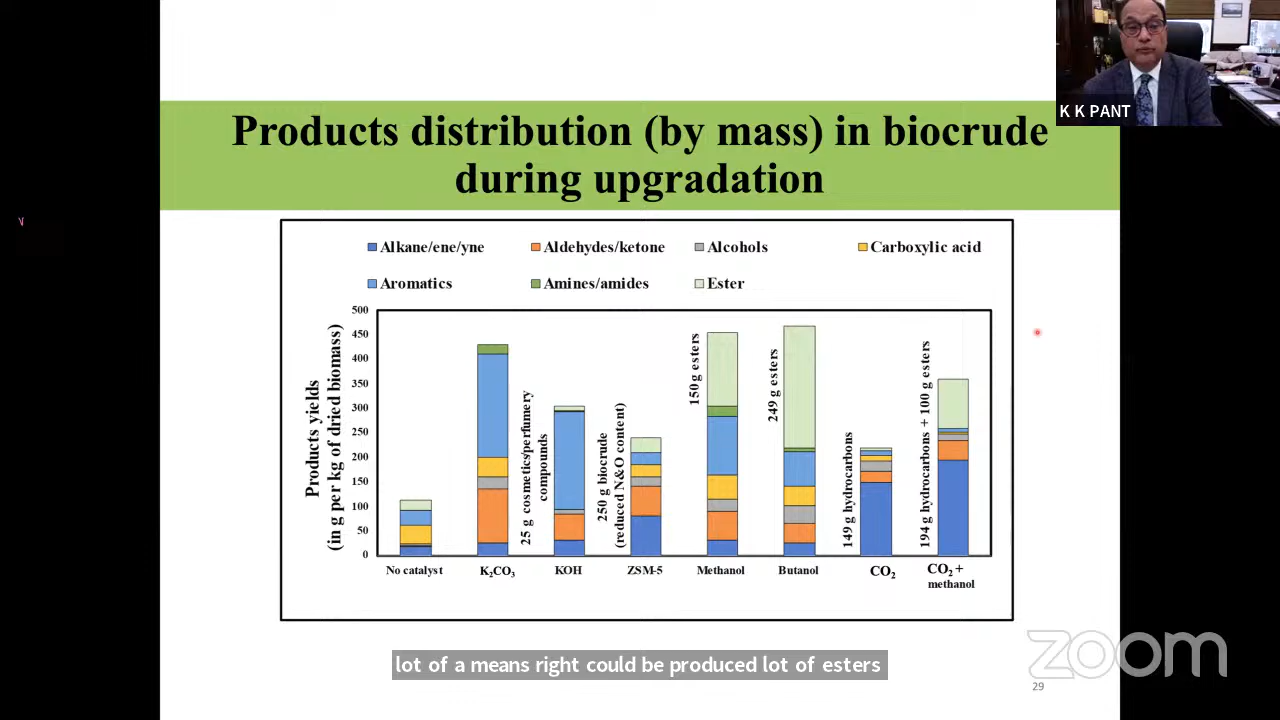 K K PANT
Products distribution (by mass) in biocrude
during upgradation
Alkane/ene/yne
Aldehydes/ketone
Alcohols
Carboxylic acid
Aromatics
Amines/amides
Ester
Products yields
(in g per kg of dried biomass)
500
450
400
350
300
250
200
150
100
50
0
25 g cosmetics/perfumery
compounds
250 g biocrude
(reduced N&O content)
150 g esters
249 g esters
149 g hydrocarbons
194 g hydrocarbons + 100 g esters
No catalyst
K₂CO₃
KOH
ZSM-5
Methanol
Butanol
CO₂
CO₂ +
methanol
lot of a means right could be produced lot of esters
zoom
29